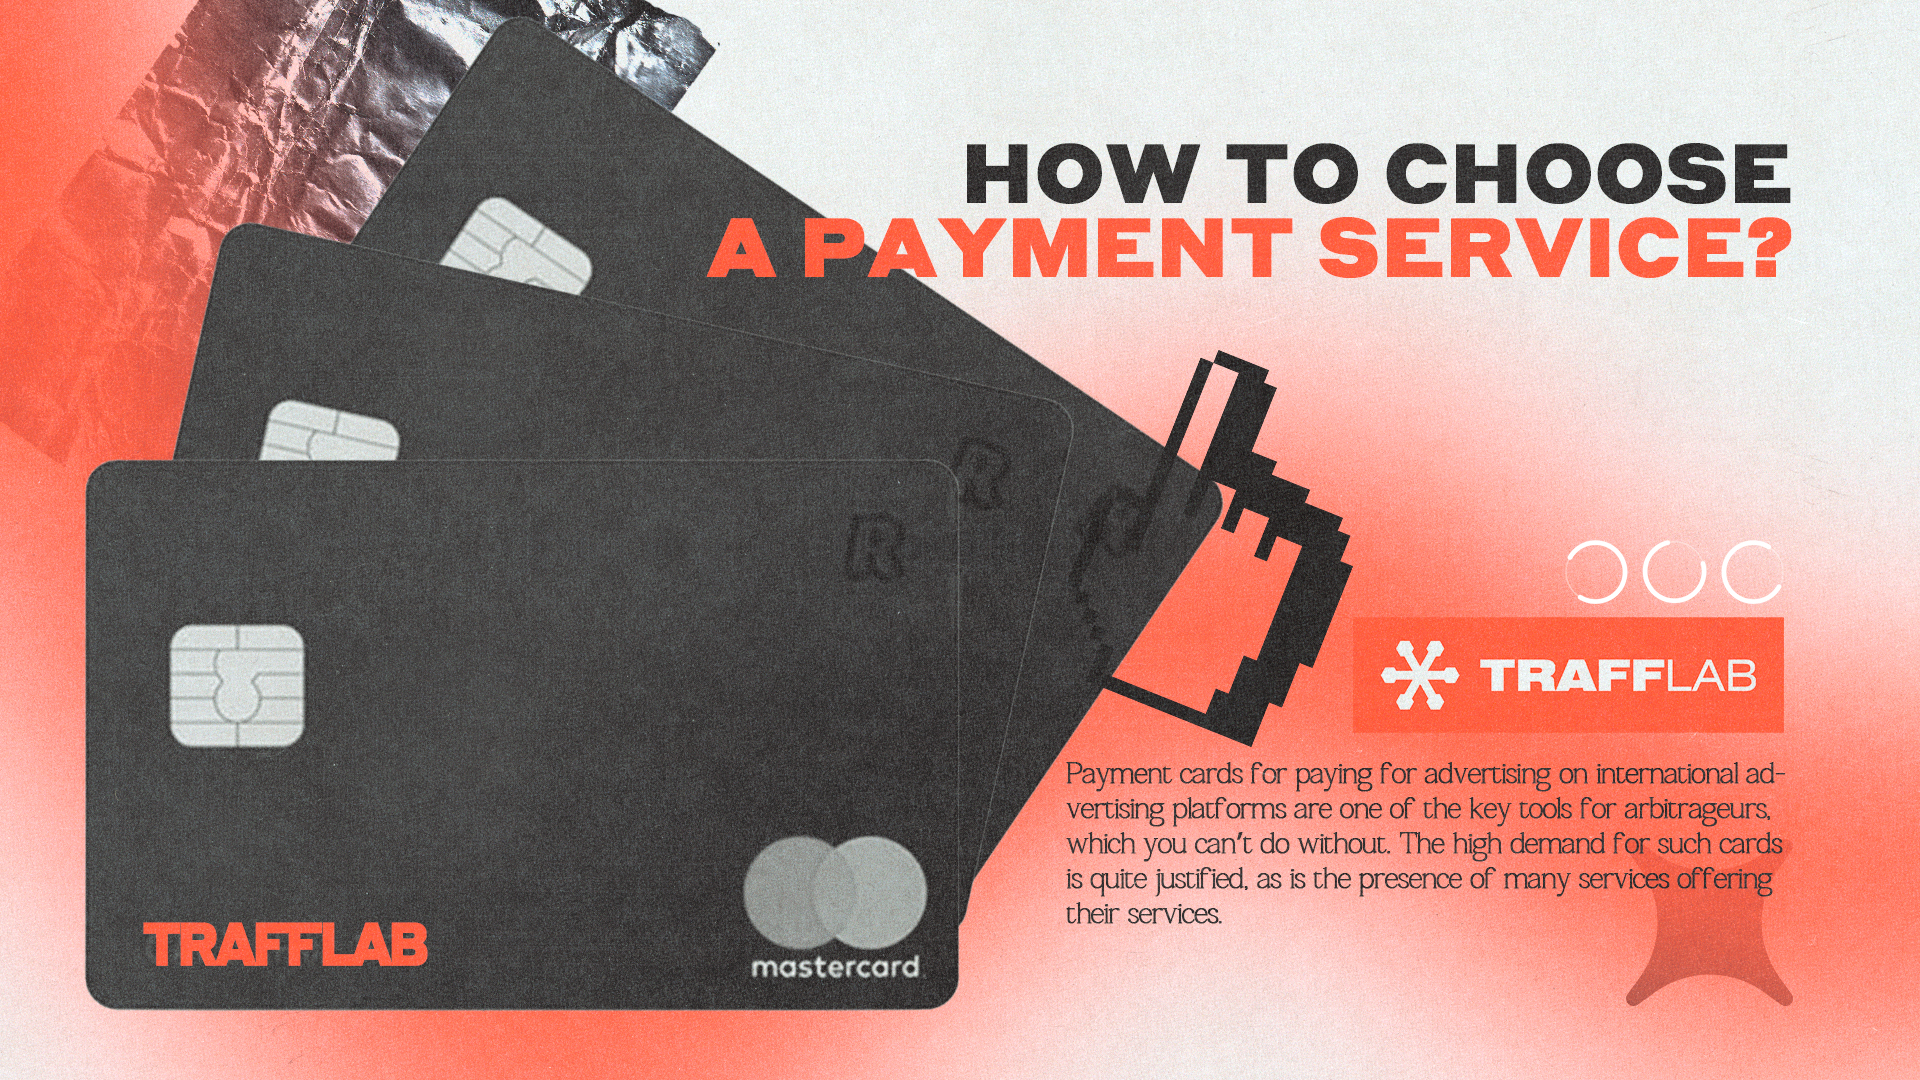 HOW TO CHOOSE
A PAYMENT SERVICE?
R
R
TRAFFLAB
mastercard
TRAFFLAB
Payment cards for paying for advertising on international ad-
vertising platforms are one of the key tools for arbitrageurs,
which you can't do without. The high demand for such cards
is quite justified, as is the presence of many services offering
their services.